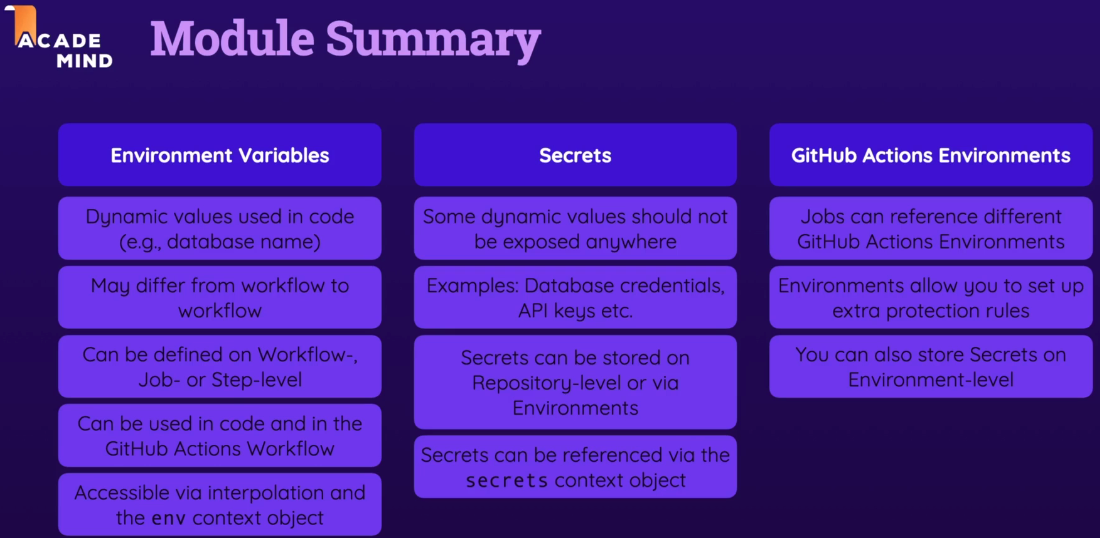 ACADE
MIND
Module Summary
Environment Variables
Dynamic values used in code
(e.g., database name)
May differ from workflow to
workflow
Can be defined on Workflow-,
Job- or Step-level
Can be used in code and in the
GitHub Actions Workflow
Accessible via interpolation and
the env context object
Secrets
Some dynamic values should not
be exposed anywhere
Examples: Database credentials,
API keys etc.
Secrets can be stored on
Repository-level or via
Environments
Secrets can be referenced via the
secrets context object
GitHub Actions Environments
Jobs can reference different
GitHub Actions Environments
Environments allow you to set up
extra protection rules
You can also store Secrets on
Environment-level